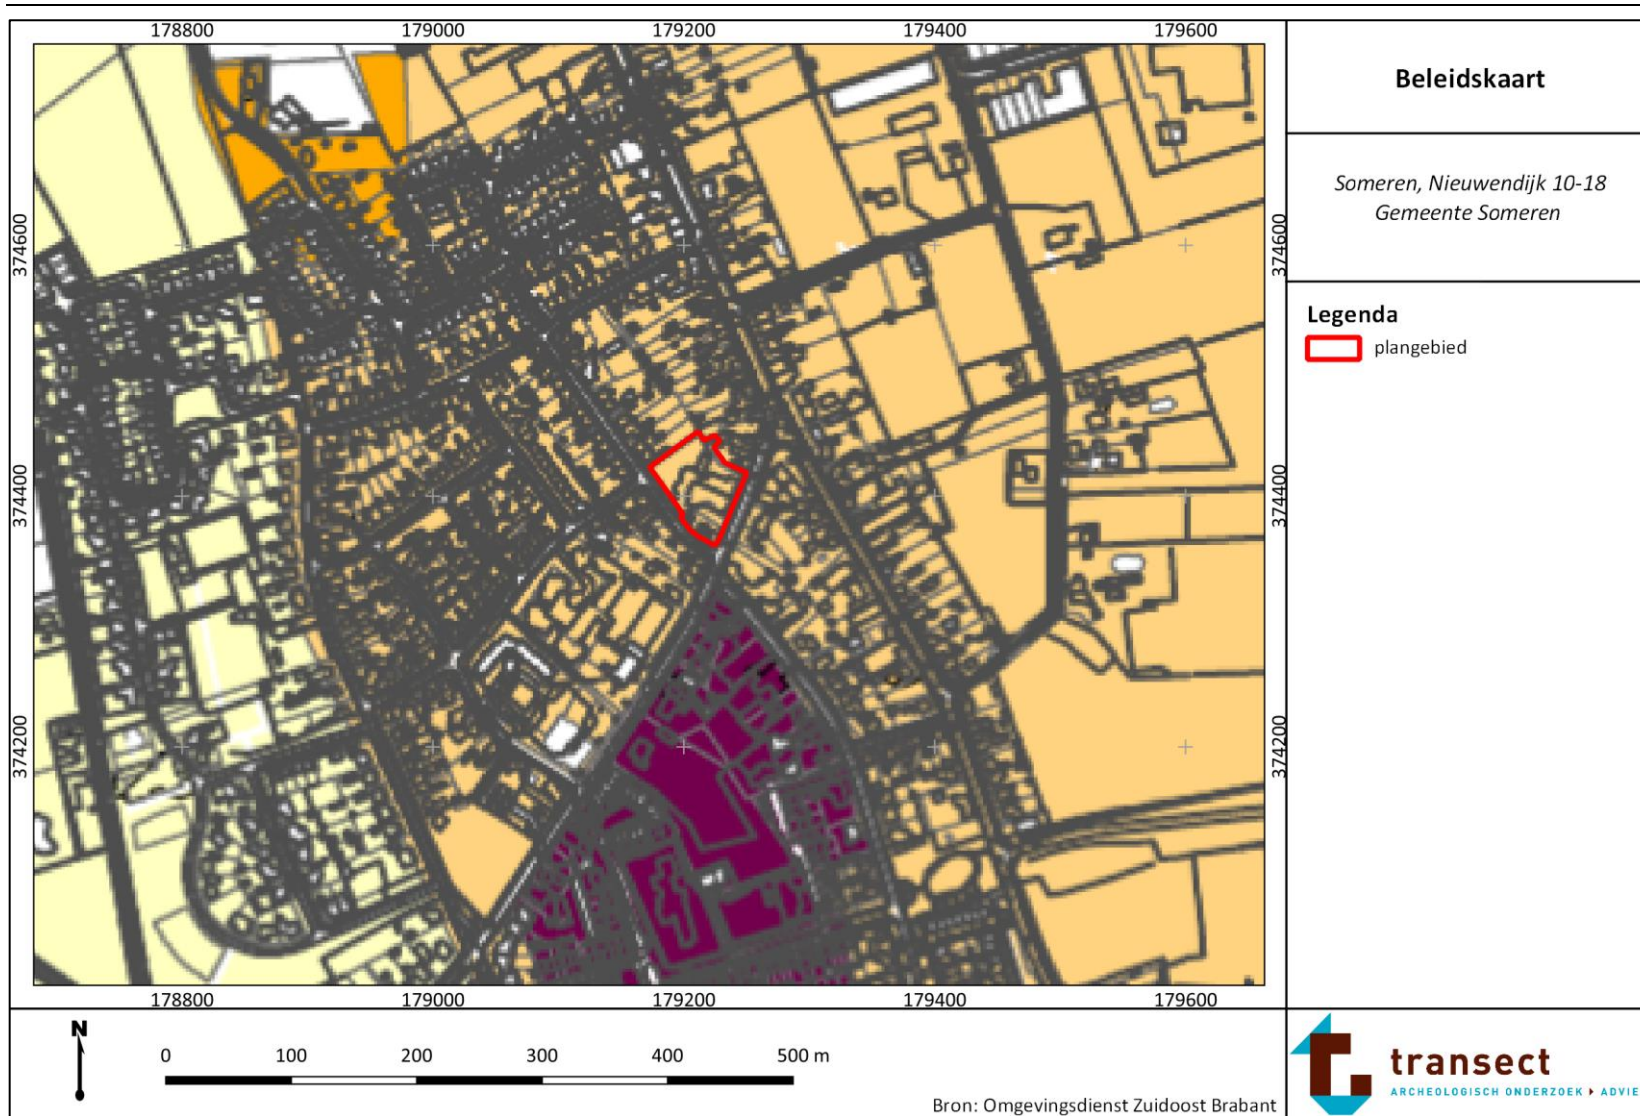 178800 179000 179200 179400 179600
Beleidskaart
Someren, Nieuwendijk 10-18
Gemeente Someren
374600 374600
Legenda
plangebied
374400 374400
374200 374200
178800 179000 179200 179400 179600
N
0 100 200 300 400 500 m
Bron: Omgevingsdienst Zuidoost Brabant
transect
ARCHEOLOGISCH ONDERZOEK ▸ ADVIE